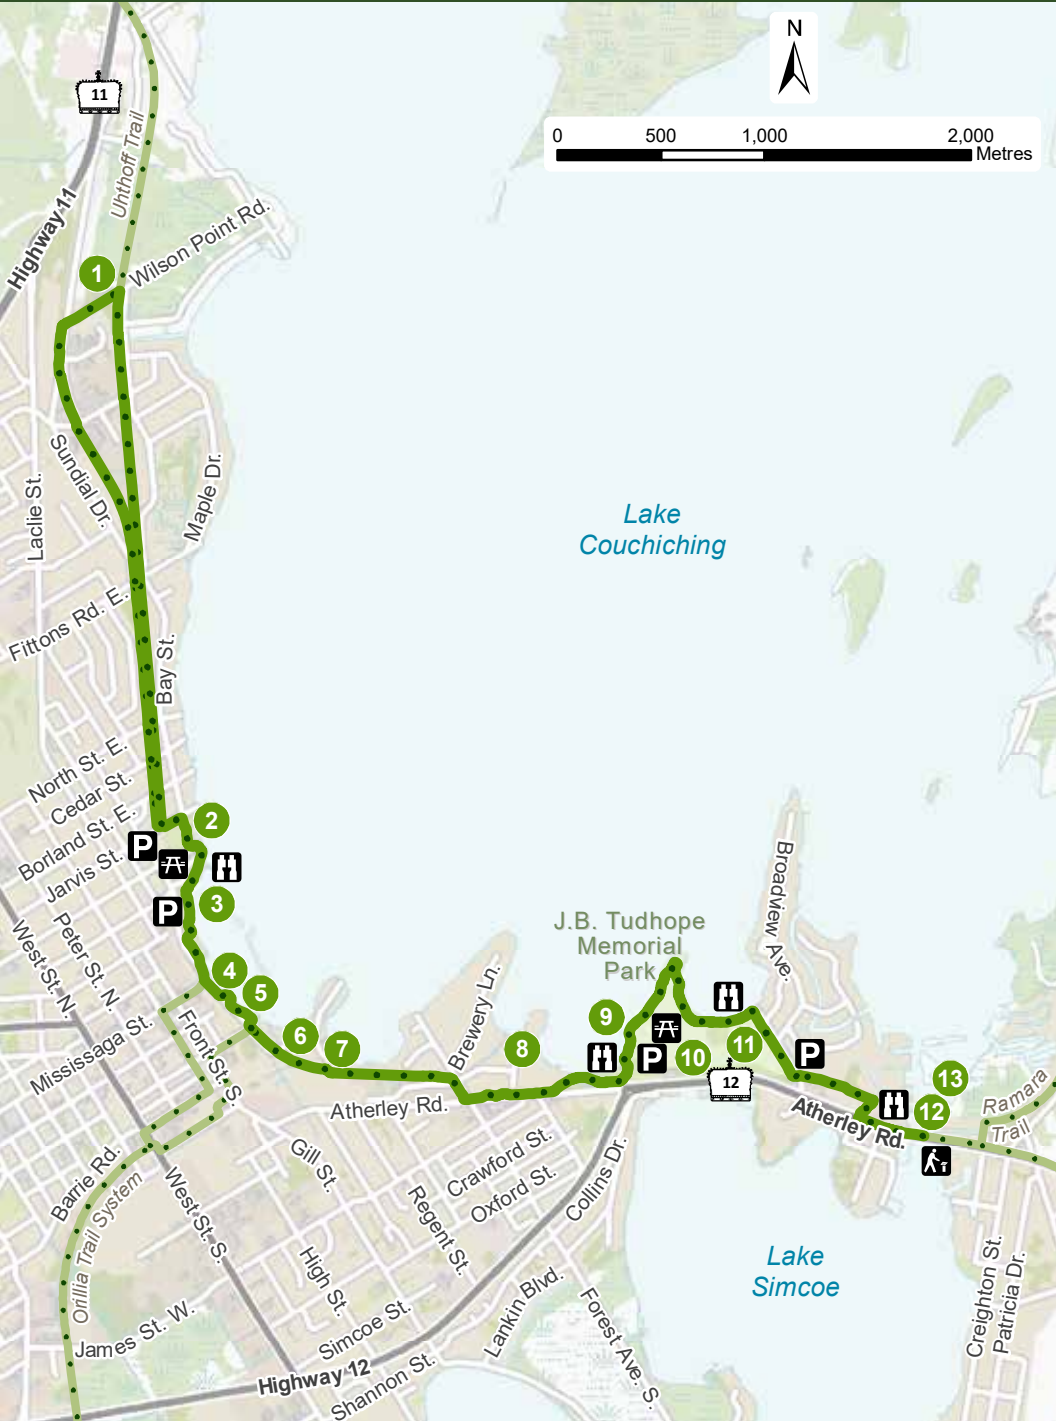 N
0 500 1,000 2,000
Metres
11
Uhthoff Trail
Highway 11
Wilson Point Rd.
1
Sundial Dr.
Maple Dr.
Laclie St.
Lake
Couchiching
Fittons Rd. E.
Bay St.
North St. E.
Cedar St.
Borland St. E.
Jarvis St.
2
P
3
P
Broadview Ave.
J.B. Tudhope
Memorial
Park
Peter St. N.
West St. N.
4
5
Brewery Ln.
Mississaga St.
Front St. S.
6
7
8
9
P
10
11
P
12
Atherley Rd.
Atherley Rd.
13
12
Ramara
Trail
Barrie Rd.
Orillia Trail System
West St. S.
Gill St.
Crawford St.
Oxford St.
Regent St.
Collins Dr.
High St.
Simcoe St.
Lankin Blvd.
Forest Ave. S.
Lake
Simcoe
Creighton St.
Patricia Dr.
James St. W.
Highway 12
Shannon St.